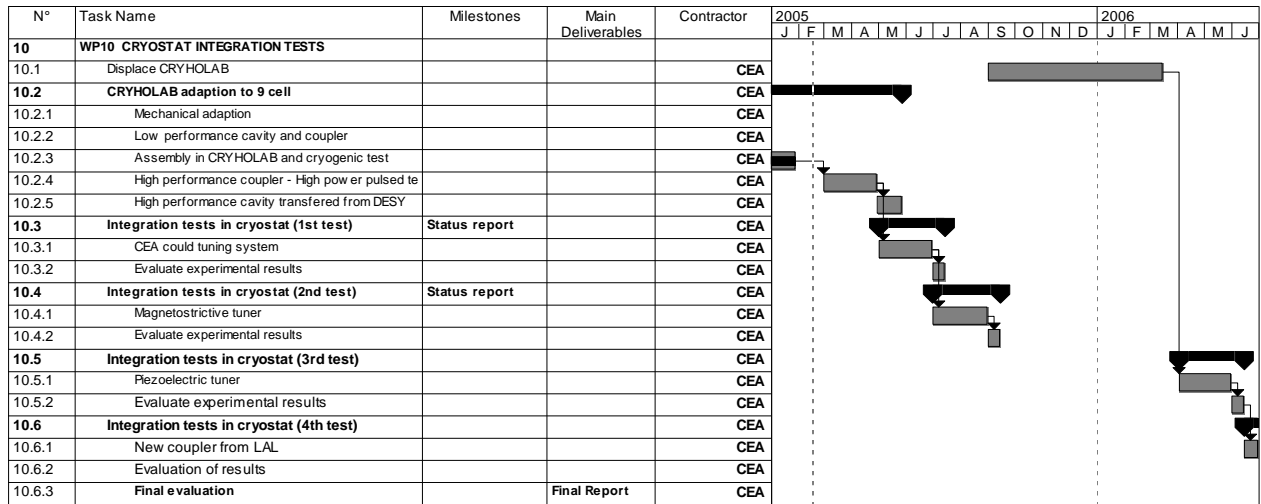 N° Task Name Milestones Main Deliverables Contractor 2005 2006
J F M A M J J A S O N D J F M A M J
10 WP10 CRYOSTAT INTEGRATION TESTS
10.1 Displace CRYHOLAB CEA
10.2 CRYHOLAB adaption to 9 cell CEA
10.2.1 Mechanical adaption CEA
10.2.2 Low performance cavity and coupler CEA
10.2.3 Assembly in CRYHOLAB and cryogenic test CEA
10.2.4 High performance coupler - High power pulsed te CEA
10.2.5 High performance cavity transfered from DESY CEA
10.3 Integration tests in cryostat (1st test) Status report CEA
10.3.1 CEA could tuning system CEA
10.3.2 Evaluate experimental results CEA
10.4 Integration tests in cryostat (2nd test) Status report CEA
10.4.1 Magnetostrictive tuner CEA
10.4.2 Evaluate experimental results CEA
10.5 Integration tests in cryostat (3rd test) CEA
10.5.1 Piezoelectric tuner CEA
10.5.2 Evaluate experimental results CEA
10.6 Integration tests in cryostat (4th test) CEA
10.6.1 New coupler from LAL CEA
10.6.2 Evaluation of results CEA
10.6.3 Final evaluation Final Report CEA